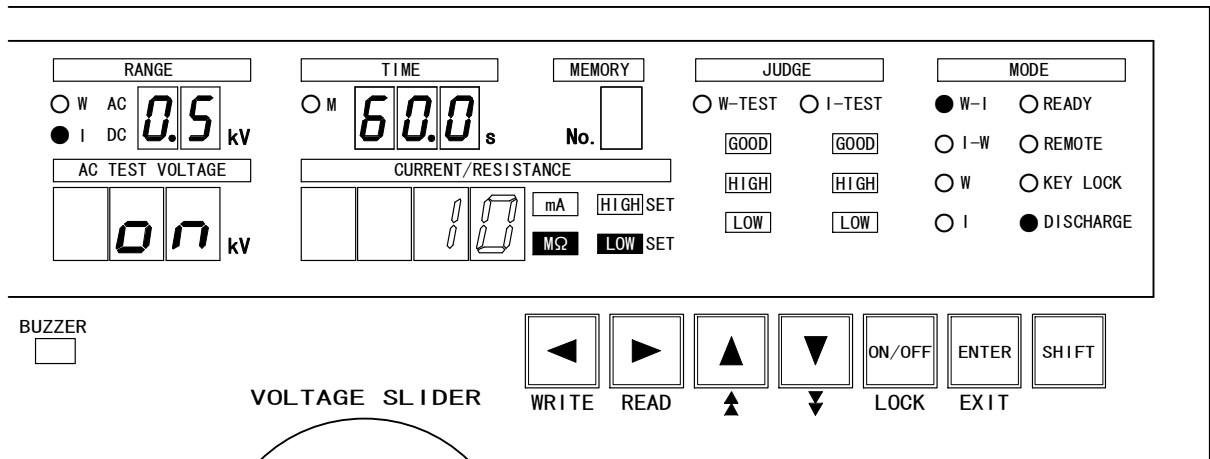 RANGE TIME MEMORY JUDGE MODE
W AC 0.5 kV M 60.0 s No. W-TEST I-TEST W-I READY
I DC GOOD GOOD I-W REMOTE
AC TEST VOLTAGE CURRENT/RESISTANCE
on kV 10 mA HIGH SET HIGH HIGH W KEY LOCK
MΩ LOW SET LOW LOW I DISCHARGE
BUZZER
ON/OFF ENTER SHIFT
VOLTAGE SLIDER WRITE READ LOCK EXIT